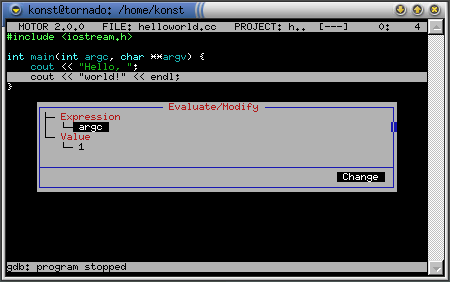 konst@tornado: /home/konst
MOTOR 2.0.0 FILE: helloworld.cc PROJECT: h.. [---] 0: 4
#include <iostream.h>
int main(int argc, char **argv) {
cout << "Hello, ";
cout << "world!" << endl;
}
Evaluate/Modify
Expression
argc
Value
1
Change
gdb: program stopped